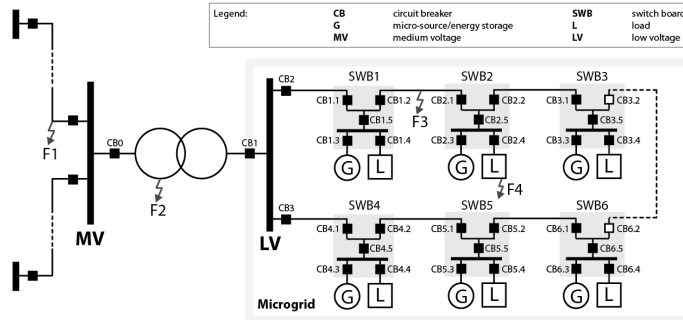 Legend: CB circuit breaker SWB switch board
G micro-source/energy storage L load
MV medium voltage LV low voltage
CB2 SWB1 SWB2 SWB3
CB1.1 CB1.2 CB2.1 CB2.2 CB3.1 CB3.2
F3
CB1.5 CB2.5 CB3.5
F1 CB0 CB1 CB1.3 CB1.4 CB2.3 CB2.4 CB3.3 CB3.4
G L G L G L
F2 F4
CB3 SWB4 SWB5 SWB6
MV LV CB4.1 CB4.2 CB5.1 CB5.2 CB6.1 CB6.2
CB4.5 CB5.5 CB6.5
CB4.3 CB4.4 CB5.3 CB5.4 CB6.3 CB6.4
Microgrid G L G L G L